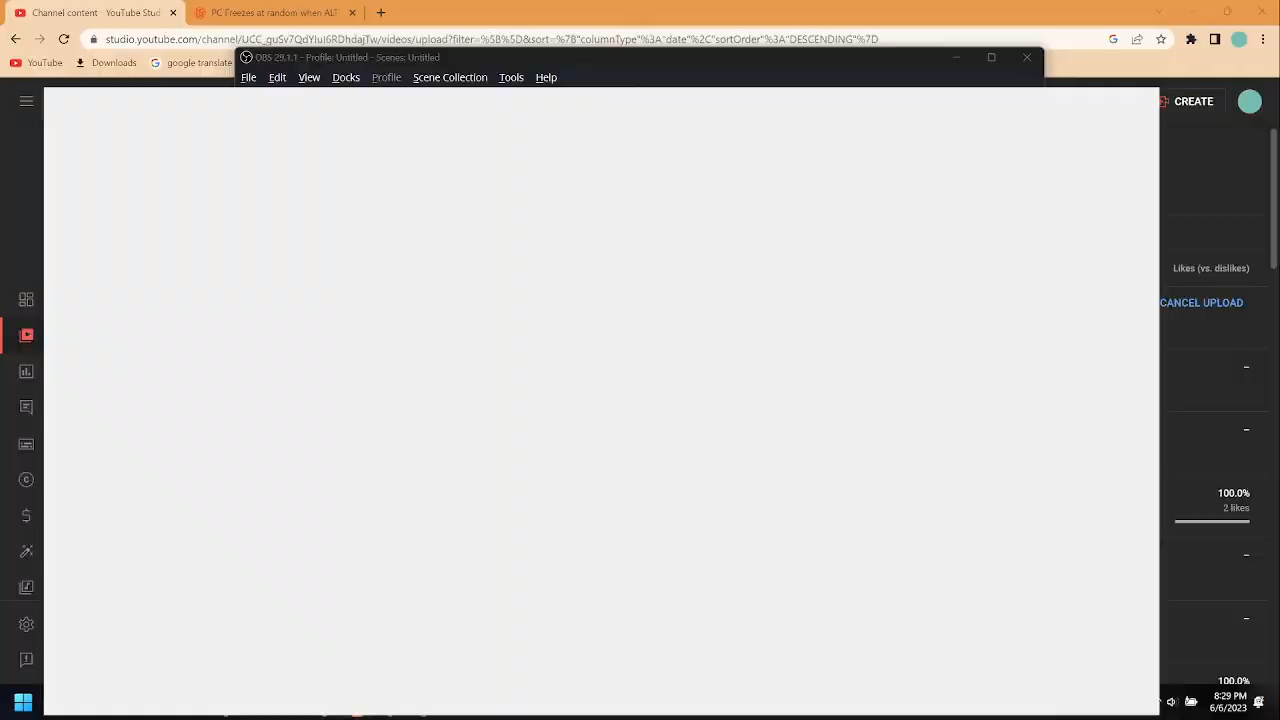 Channel content - YouTube Stud
PC Freezes at random when ALT
studio.youtube.com/channel/UCC_guSv7QdYIuI6RDhdajTw/videos/upload?filter=%5B%5D&sort=%7B"columnType"%3A"date"%2C"sortOrder"%3A"DESCENDING"%7D
YouTube
Downloads
google translate
OBS 29.1.1 - Profile: Untitled - Scenes: Untitled
File Edit View Docks Profile Scene Collection Tools Help
CREATE
Likes (vs. dislikes)
CANCEL UPLOAD
–
–
100.0%
2 likes
–
–
100.0%
8:29 PM
6/6/2023